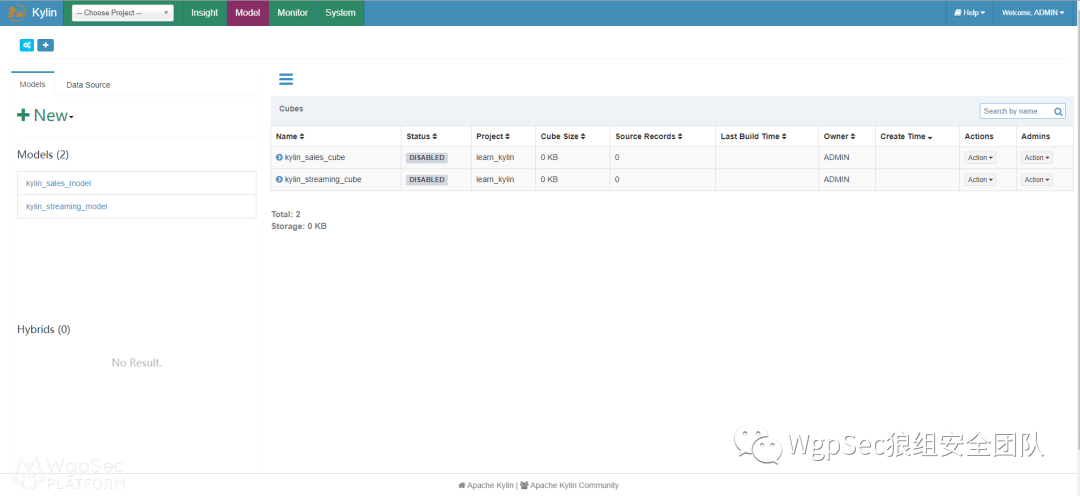 Kylin -- Choose Project -- Insight Model Monitor System Help Welcome, ADMIN
Models Data Source
New
Models (2)
kylin_sales_model
kylin_streaming_model
Hybrids (0)
No Result.
Cubes Search by name
Name Status Project Cube Size Source Records Last Build Time Owner Create Time Actions Admins
kylin_sales_cube DISABLED learn_kylin 0 KB 0 ADMIN Action Action
kylin_streaming_cube DISABLED learn_kylin 0 KB 0 ADMIN Action Action
Total: 2
Storage: 0 KB
WgpSec狼组安全团队
WgpSec
PLATFORM
Apache Kylin | Apache Kylin Community